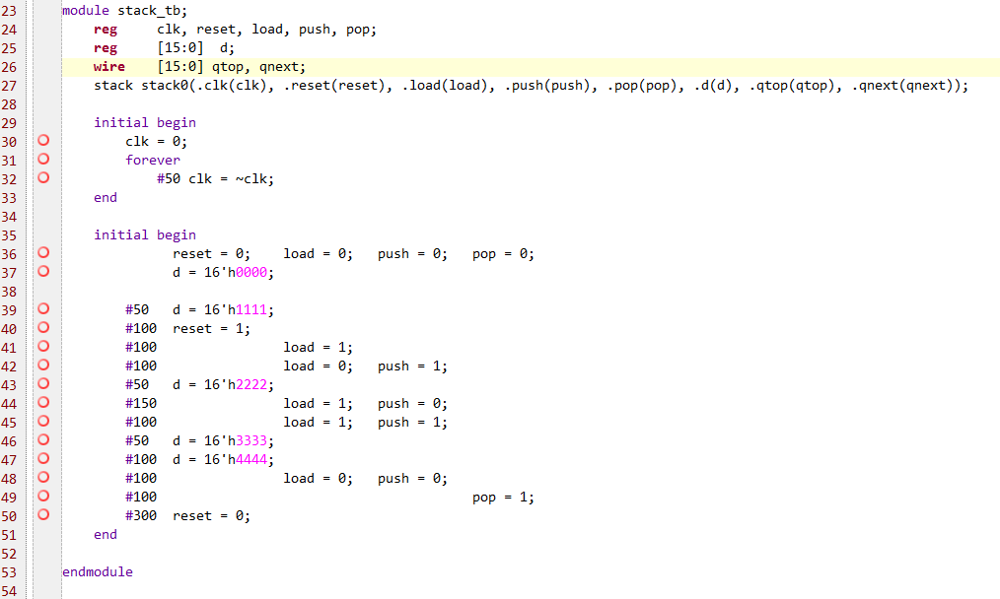 23 module stack_tb;
24     reg     clk, reset, load, push, pop;
25     reg     [15:0]  d;
26     wire    [15:0] qtop, qnext;
27     stack stack0(.clk(clk), .reset(reset), .load(load), .push(push), .pop(pop), .d(d), .qtop(qtop), .qnext(qnext));
28
29     initial begin
30         clk = 0;
31         forever
32             #50 clk = ~clk;
33     end
34
35     initial begin
36               reset = 0;    load = 0;   push = 0;   pop = 0;
37               d = 16'h0000;
38
39         #50   d = 16'h1111;
40         #100  reset = 1;
41         #100                load = 1;
42         #100                load = 0;   push = 1;
43         #50   d = 16'h2222;
44         #150                load = 1;   push = 0;
45         #100                load = 1;   push = 1;
46         #50   d = 16'h3333;
47         #100  d = 16'h4444;
48         #100                load = 0;   push = 0;
49         #100                                        pop = 1;
50         #300  reset = 0;
51     end
52
53 endmodule
54